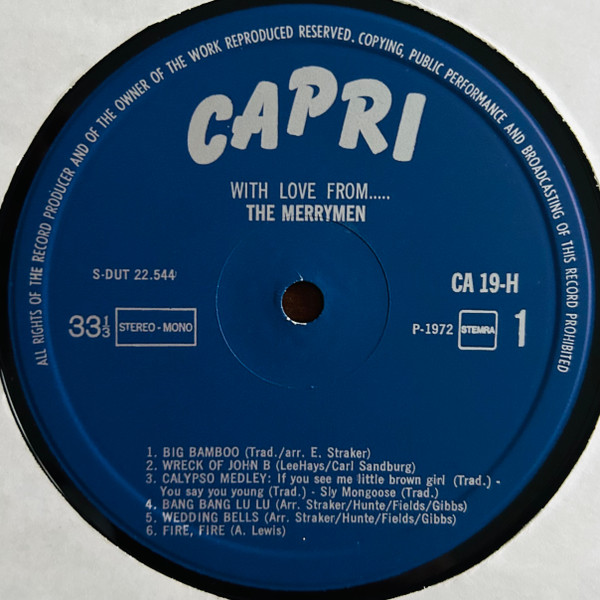 ALL RIGHTS OF THE RECORD PRODUCER AND OF THE OWNER OF THE WORK REPRODUCED RESERVED. COPYING, PUBLIC PERFORMANCE AND BROADCASTING OF THIS RECORD PROHIBITED
CAPRI
WITH LOVE FROM.....
THE MERRYMEN
S-DUT 22.544
CA 19-H
33 1/3 STEREO - MONO
P-1972 STEMRA 1
1. BIG BAMBOO (Trad./arr. E. Straker)
2. WRECK OF JOHN B (LeeHays/Carl Sandburg)
3. CALYPSO MEDLEY: If you see me little brown girl (Trad.) -
You say you young (Trad.) - Sly Mongoose (Trad.)
4. BANG BANG LU LU (Arr. Straker/Hunte/Fields/Gibbs)
5. WEDDING BELLS (Arr. Straker/Hunte/Fields/Gibbs)
6. FIRE, FIRE (A. Lewis)